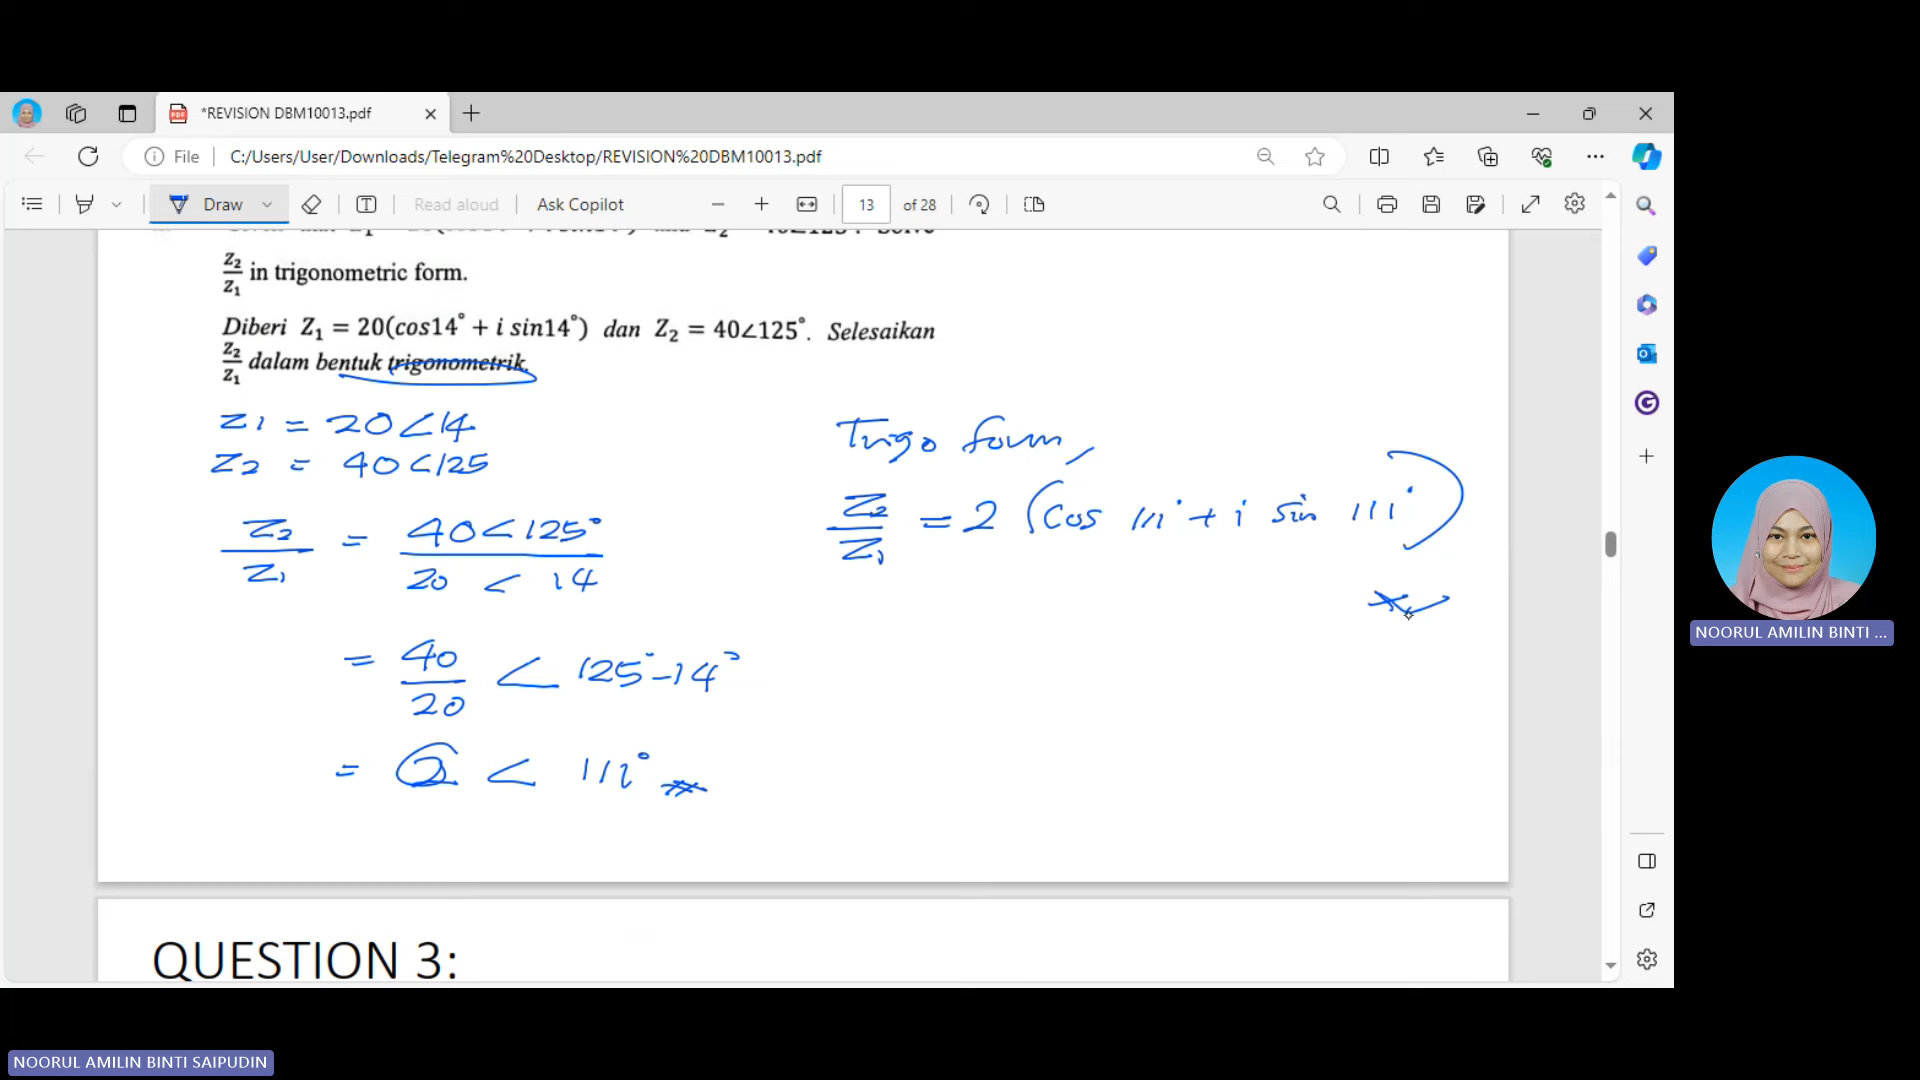 *REVISION DBM10013.pdf
File
C:/Users/User/Downloads/Telegram%20Desktop/REVISION%20DBM10013.pdf
Draw
Read aloud
Ask Copilot
13
of 28
Z2/Z1 in trigonometric form.
Diberi Z1 = 20(cos14° + i sin14°) dan Z2 = 40∠125°. Selesaikan
Z2/Z1 dalam bentuk trigonometrik.
Z1 = 20<14
Z2 = 40<125
Z2/Z1 = 40<125° / 20 < 14
= 40/20 < 125°-14°
= 2 < 111°
Trigo form,
Z2/Z1 = 2 (cos 111° + i sin 111°)
QUESTION 3:
NOORUL AMILIN BINTI ...
NOORUL AMILIN BINTI SAIPUDIN